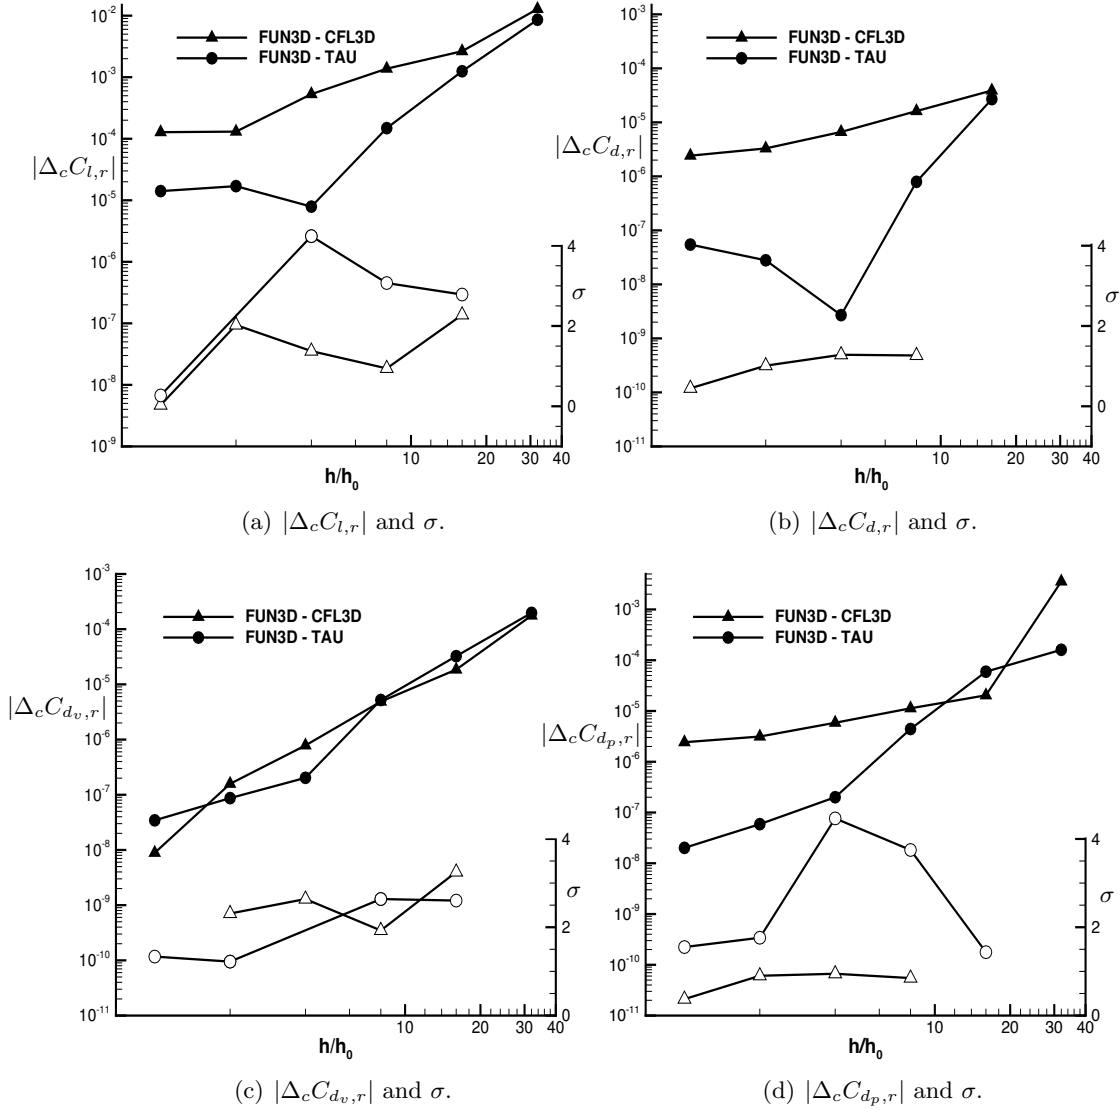 FUN3D - CFL3D
FUN3D - TAU
10^-2
10^-3
10^-4
|Δ_cC_{l,r}|
10^-5
10^-6
10^-7
10^-8
10^-9
4
σ
2
0
10 20 30 40
h/h_0
(a) |Δ_cC_{l,r}| and σ.
FUN3D - CFL3D
FUN3D - TAU
10^-3
10^-4
10^-5
|Δ_cC_{d,r}|
10^-6
10^-7
10^-8
10^-9
10^-10
10^-11
4
σ
2
0
10 20 30 40
h/h_0
(b) |Δ_cC_{d,r}| and σ.
FUN3D - CFL3D
FUN3D - TAU
10^-3
10^-4
10^-5
|Δ_cC_{d_v,r}|
10^-6
10^-7
10^-8
10^-9
10^-10
10^-11
4
σ
2
0
10 20 30 40
h/h_0
(c) |Δ_cC_{d_v,r}| and σ.
FUN3D - CFL3D
FUN3D - TAU
10^-3
10^-4
10^-5
|Δ_cC_{d_p,r}|
10^-6
10^-7
10^-8
10^-9
10^-10
10^-11
4
σ
2
0
10 20 30 40
h/h_0
(d) |Δ_cC_{d_p,r}| and σ.